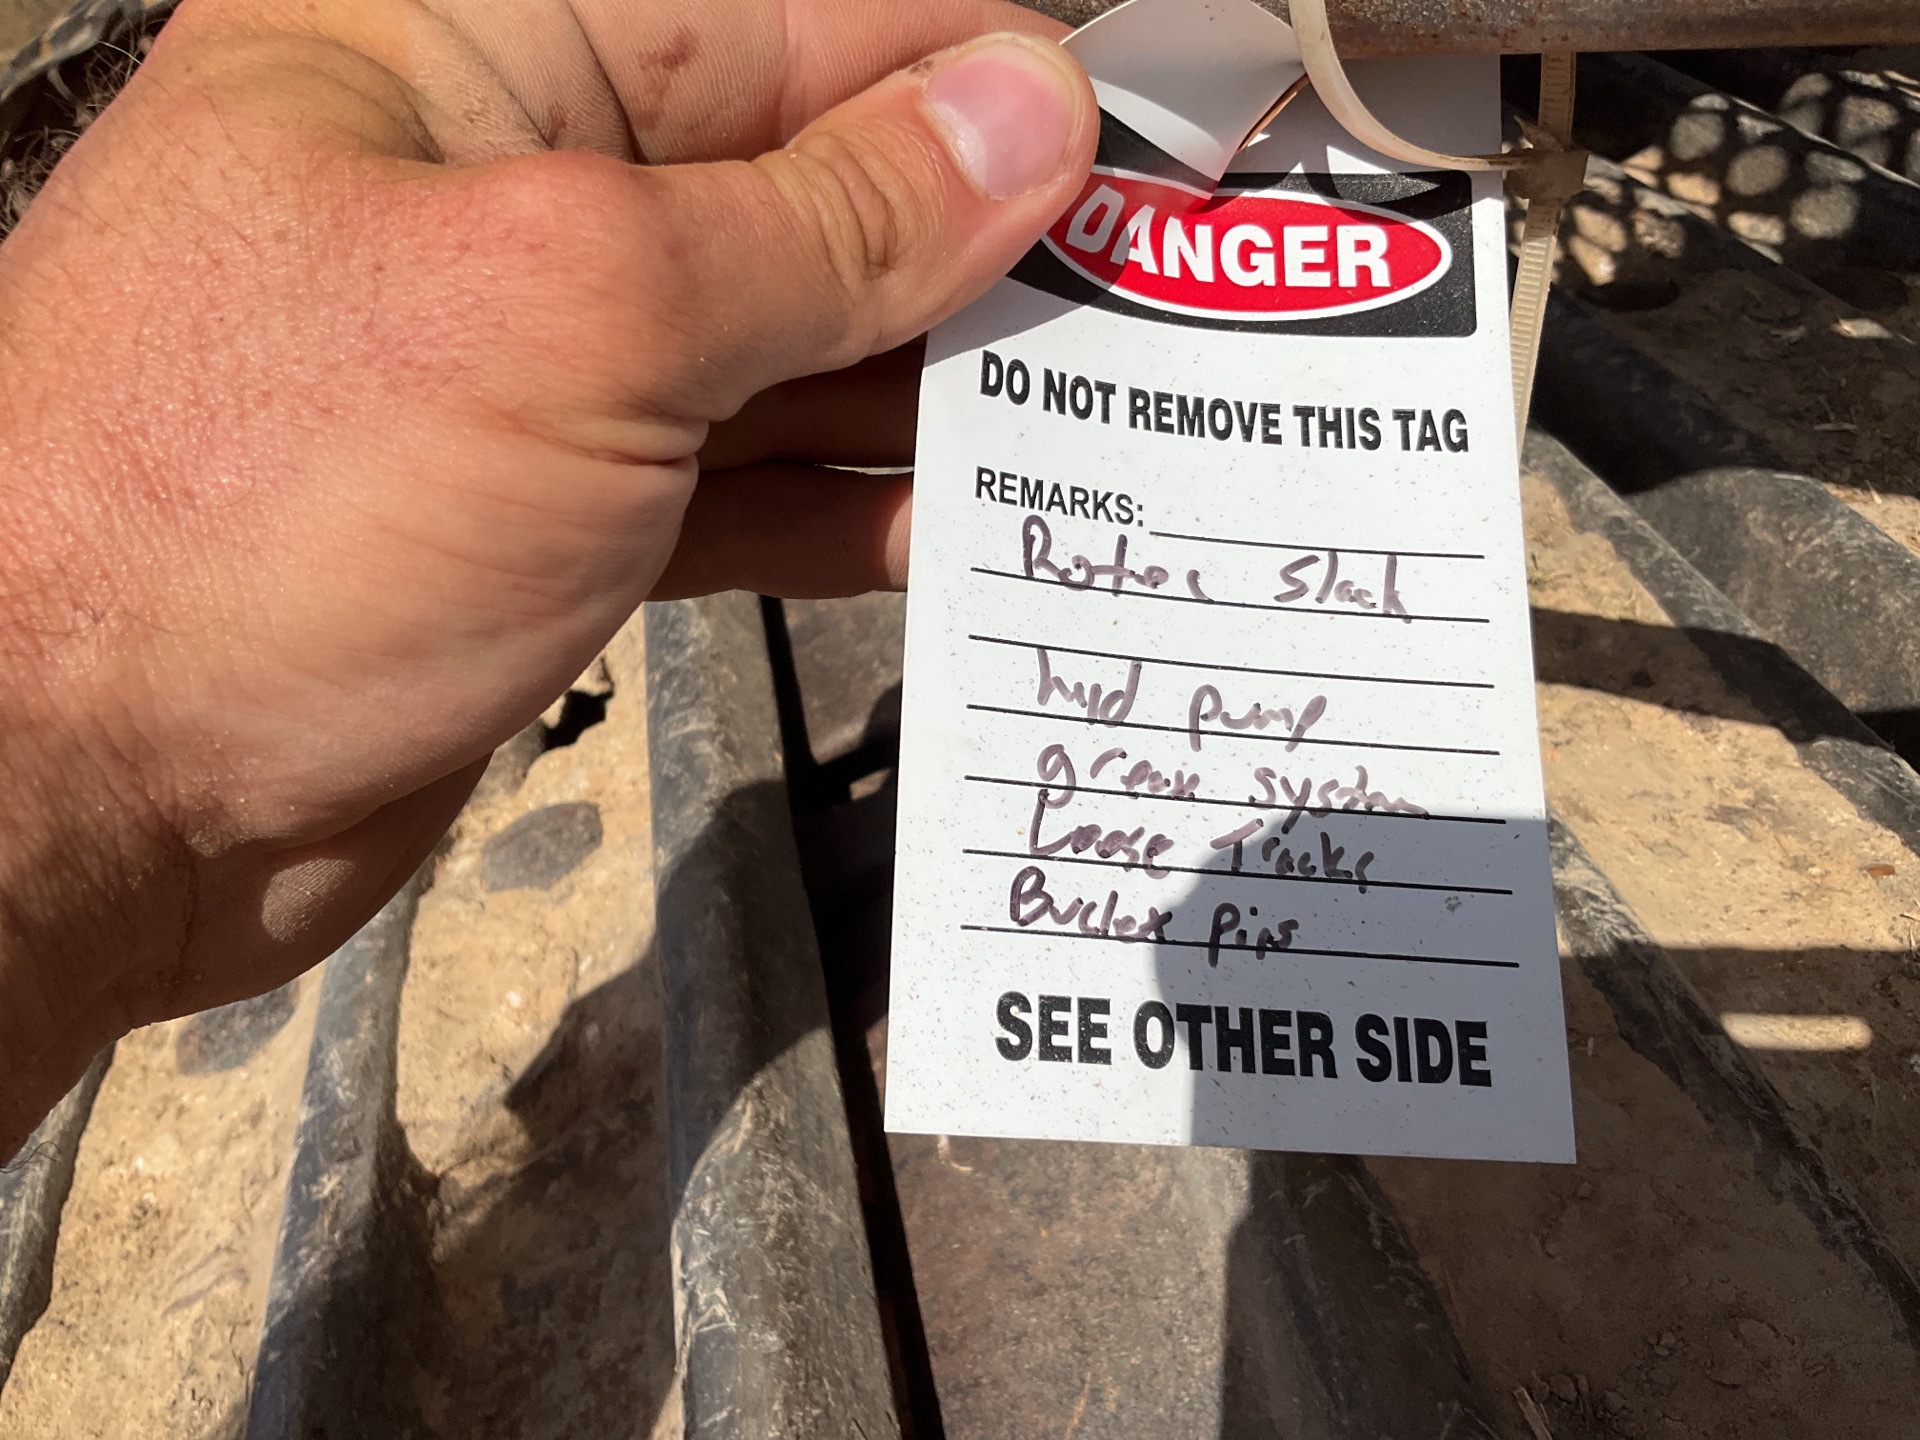 DANGER
DO NOT REMOVE THIS TAG
REMARKS:
Rotor Slack
hyd pump
grease system
Loose Tracks
Bucket pins
SEE OTHER SIDE